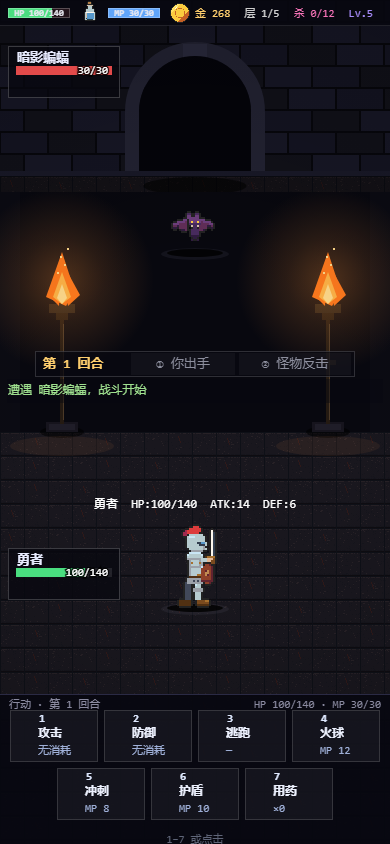 HP 100/140 MP 30/30 金 268 层 1/5 杀 0/12 Lv.5
暗影蝙蝠
30/30
第 1 回合 ① 你出手 ② 怪物反击
遭遇 暗影蝙蝠, 战斗开始
勇者 HP:100/140 ATK:14 DEF:6
勇者
100/140
行动 · 第 1 回合 HP 100/140 · MP 30/30
1 2 3 4
攻击 防御 逃跑 火球
无消耗 无消耗 — MP 12
5 6 7
冲刺 护盾 用药
MP 8 MP 10 ×0
1-7 或点击